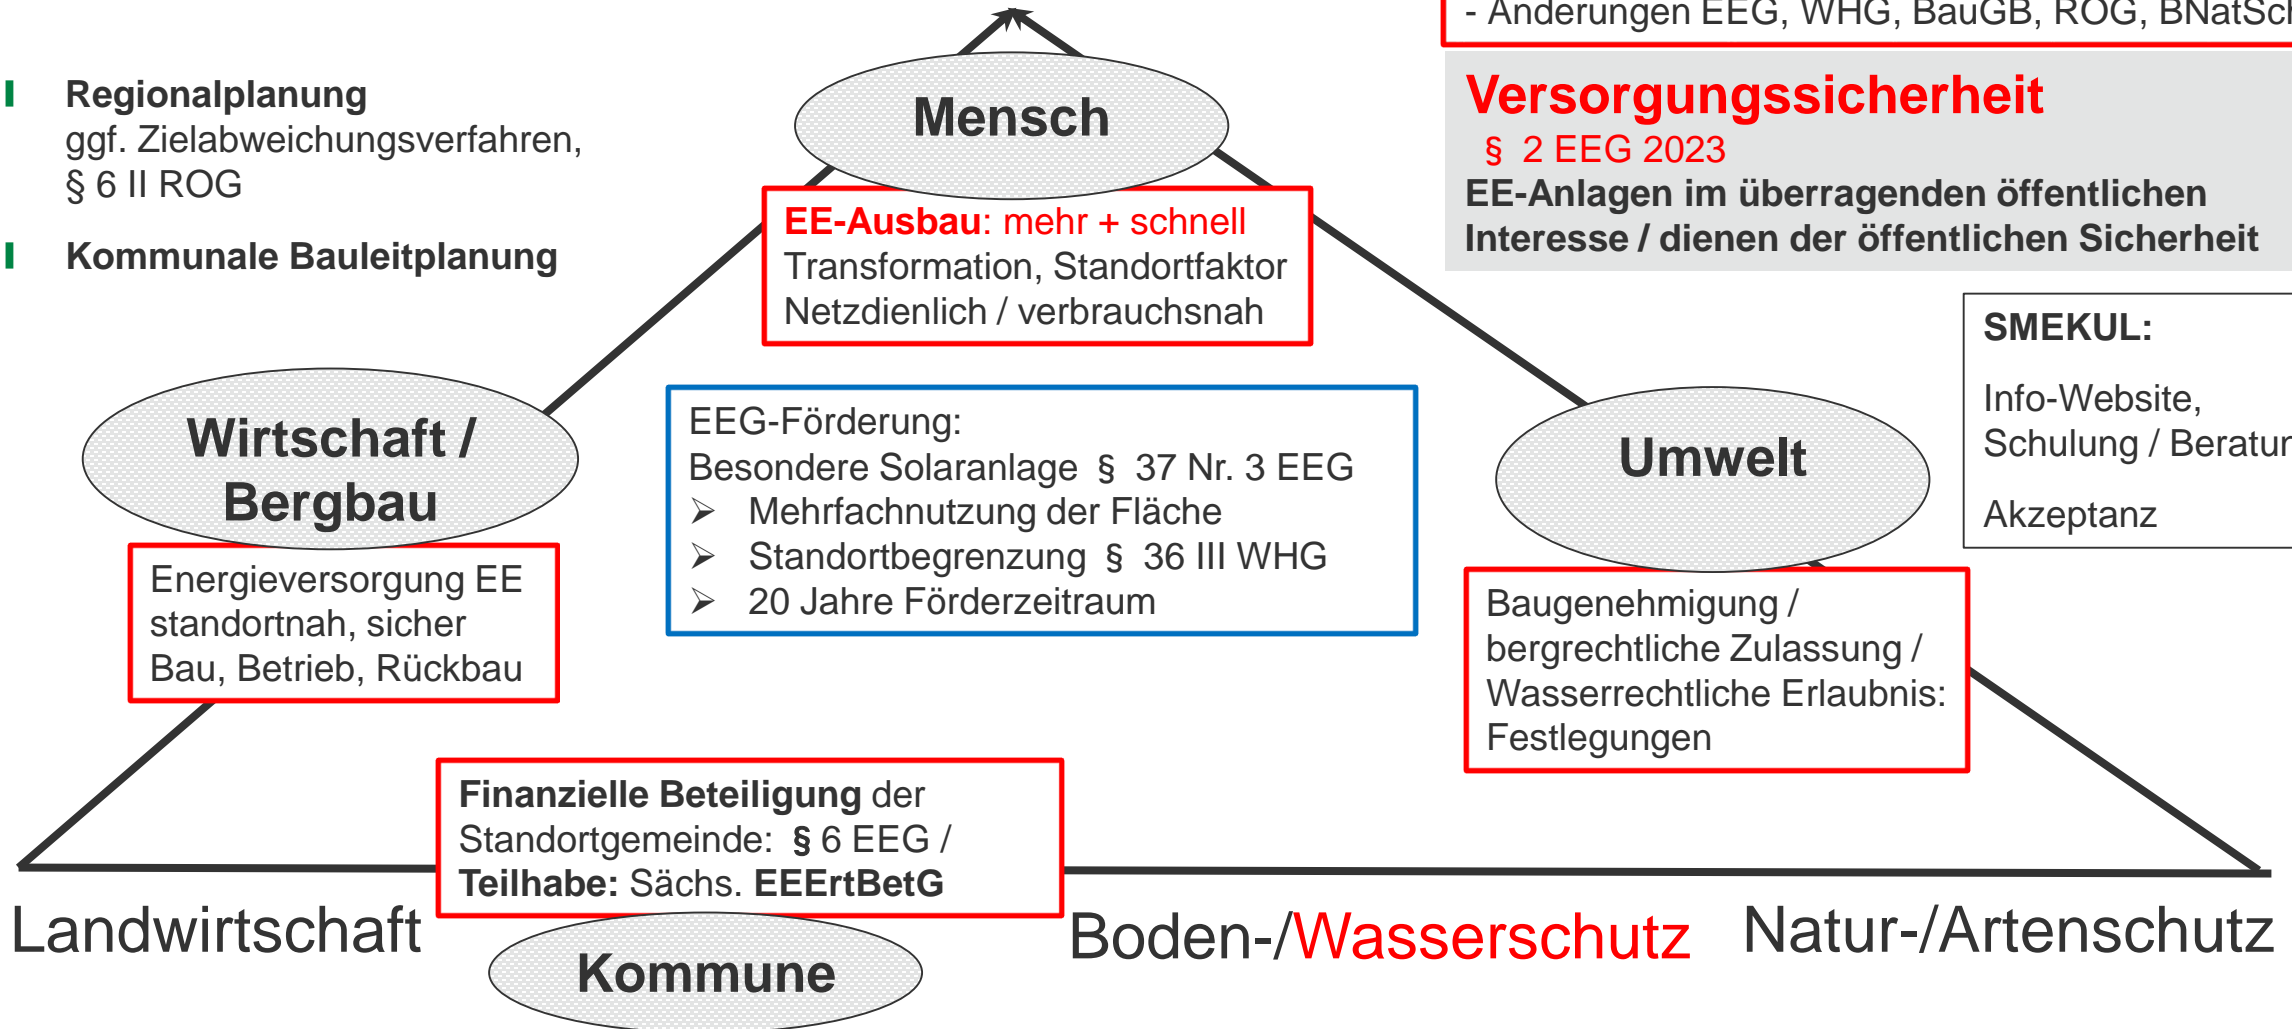 - Änderungen EEG, WHG, BauGB, ROG,
Regionalplanung
ggf. Zielabweichungsverfahren,
§ 6 II ROG
Kommunale Bauleitplanung
Mensch
EE-Ausbau: mehr + schnell
Transformation, Standortfaktor
Netzdienlich / verbrauchsnah
Versorgungssicherheit
§ 2 EEG 2023
EE-Anlagen im überragenden öffentlichen
Interesse / dienen der öffentlichen Sicherheit
SMEKUL:
Info-Website,
Schulung /
Akzeptanz
Wirtschaft /
Bergbau
Energieversorgung EE
standortnah, sicher
Bau, Betrieb, Rückbau
EEG-Förderung:
Besondere Solaranlage § 37 Nr. 3 EEG
➢ Mehrfachnutzung der Fläche
➢ Standortbegrenzung § 36 III WHG
➢ 20 Jahre Förderzeitraum
Umwelt
Baugenehmigung /
bergrechtliche Zulassung /
Wasserrechtliche Erlaubnis:
Festlegungen
Finanzielle Beteiligung der
Standortgemeinde: § 6 EEG /
Teilhabe: Sächs. EEErtBetG
Kommune
Landwirtschaft
Boden-/Wasserschutz
Natur-/Artenschutz